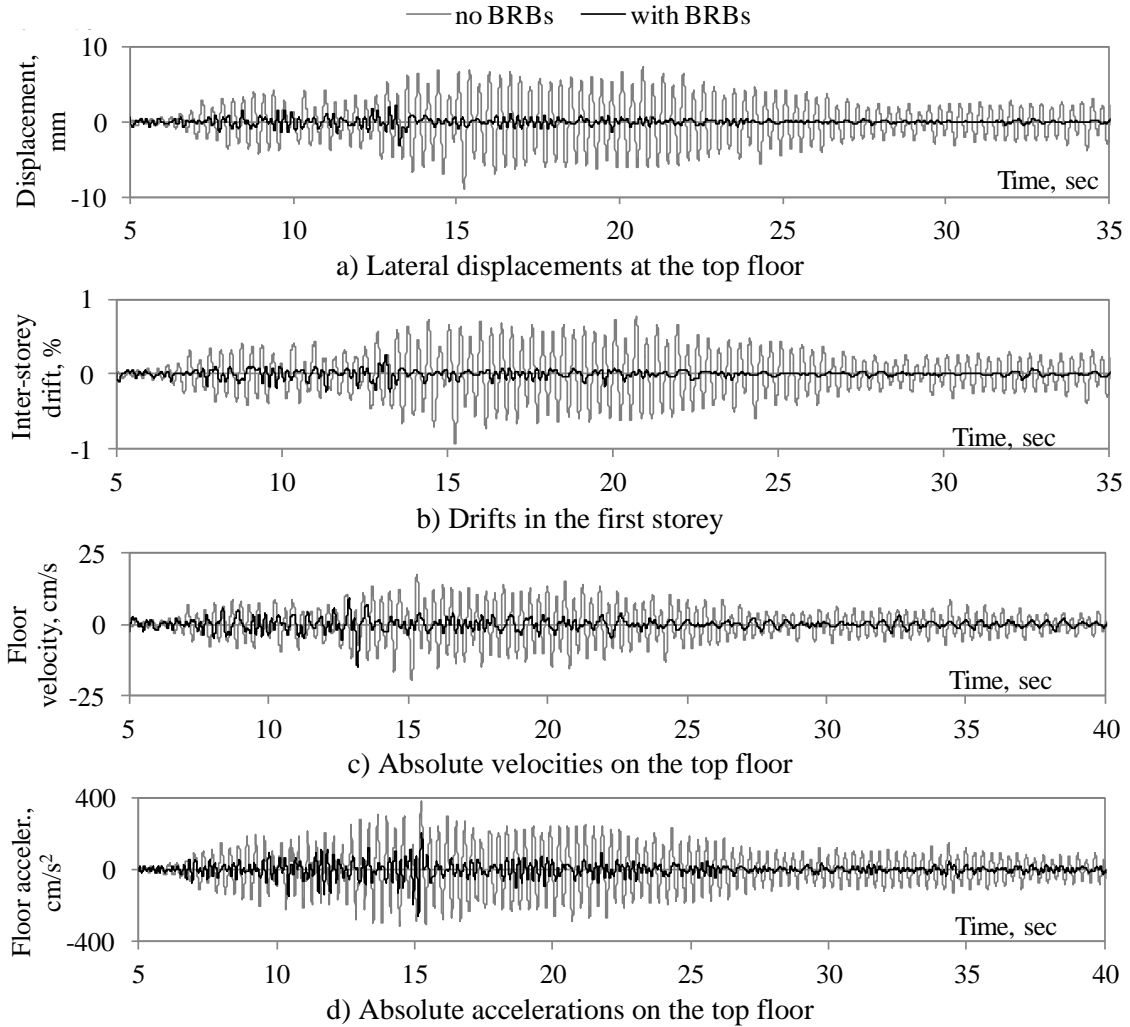 no BRBs with BRBs
Displacement,
mm
10
0
-10
Time, sec
5 10 15 20 25 30 35
a) Lateral displacements at the top floor
Inter-storey
drift, %
1
0
-1
Time, sec
5 10 15 20 25 30 35
b) Drifts in the first storey
Floor
velocity, cm/s
25
0
-25
Time, sec
5 10 15 20 25 30 35 40
c) Absolute velocities on the top floor
Floor acceler.,
cm/s²
400
0
-400
Time, sec
5 10 15 20 25 30 35 40
d) Absolute accelerations on the top floor